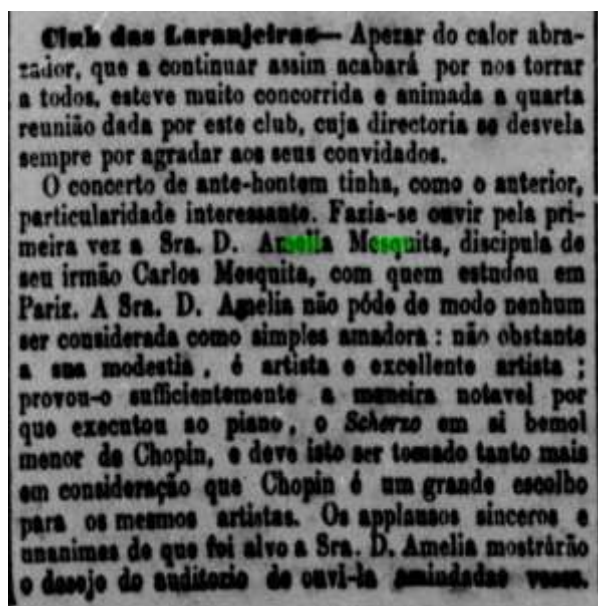 Club das Laranjeiras— Apezar do calor abra-
zador, que a continuar assim acabará por nos torrar
a todos, esteve muito concorrida e animada a quarta
reunião dada por este club, cuja directoria se desvela
sempre por agradar aos seus convidados.
O concerto de ante-hontem tinha, como o anterior,
particularidade interessante. Fazia-se ouvir pela pri-
meira vez a Sra. D. Amelia Mesquita, discipula de
seu irmão Carlos Mesquita, com quem estudou em
Pariz. A Sra. D. Amelia não póde de modo nenhum
ser considerada como simples amadora : não obstante
a sua modestia , é artista e excellente artista ;
provou-o sufficientemente a maneira notavel por
que executou ao piano , o Scherzo em si bemol
menor de Chopin, e deve isto ser tomado tanto mais
em consideração que Chopin é um grande escolho
para os mesmos artistas. Os applausos sinceros e
unanimes de que foi alvo a Sra. D. Amelia mostrárão
o desejo do auditorio de ouvi-la amiudadas vezes.